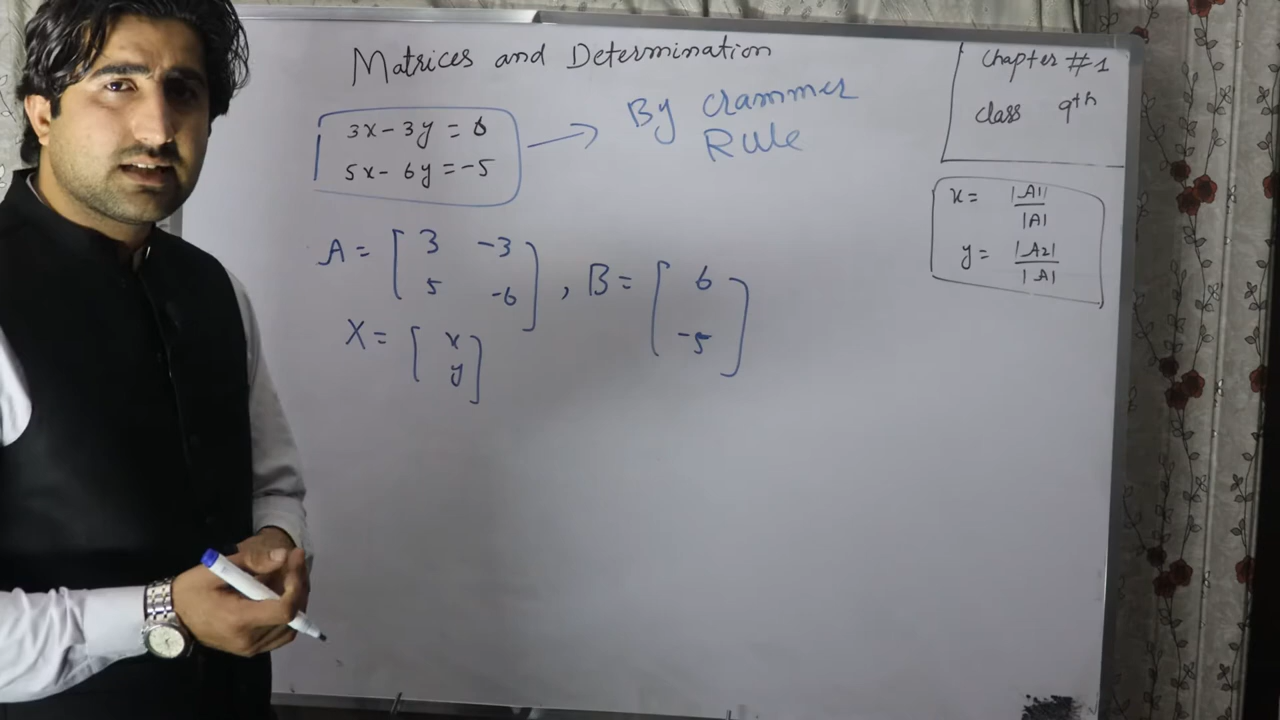 Matrices and Determination
3x - 3y = 6
5x - 6y = -5
By Crammer
Rule
Chapter #1
Class 9th
x = |A1|
|A|
y = |A2|
|A|
A = [ 3 -3
5 -6 ] , B = [ 6
-5 ]
X = [ x
y ]